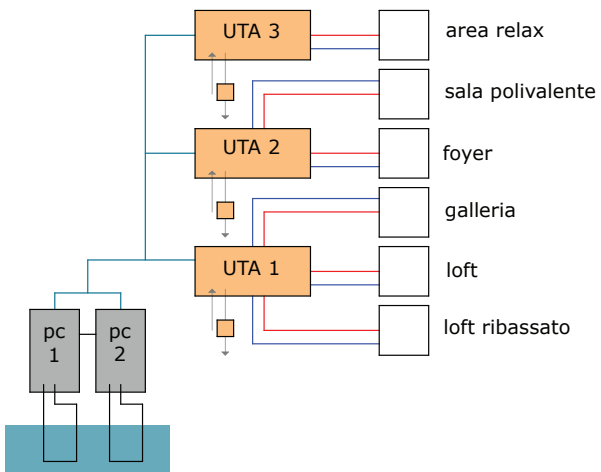 UTA 3
area relax
sala polivalente
UTA 2
foyer
galleria
UTA 1
loft
loft ribassato
pc
1
pc
2